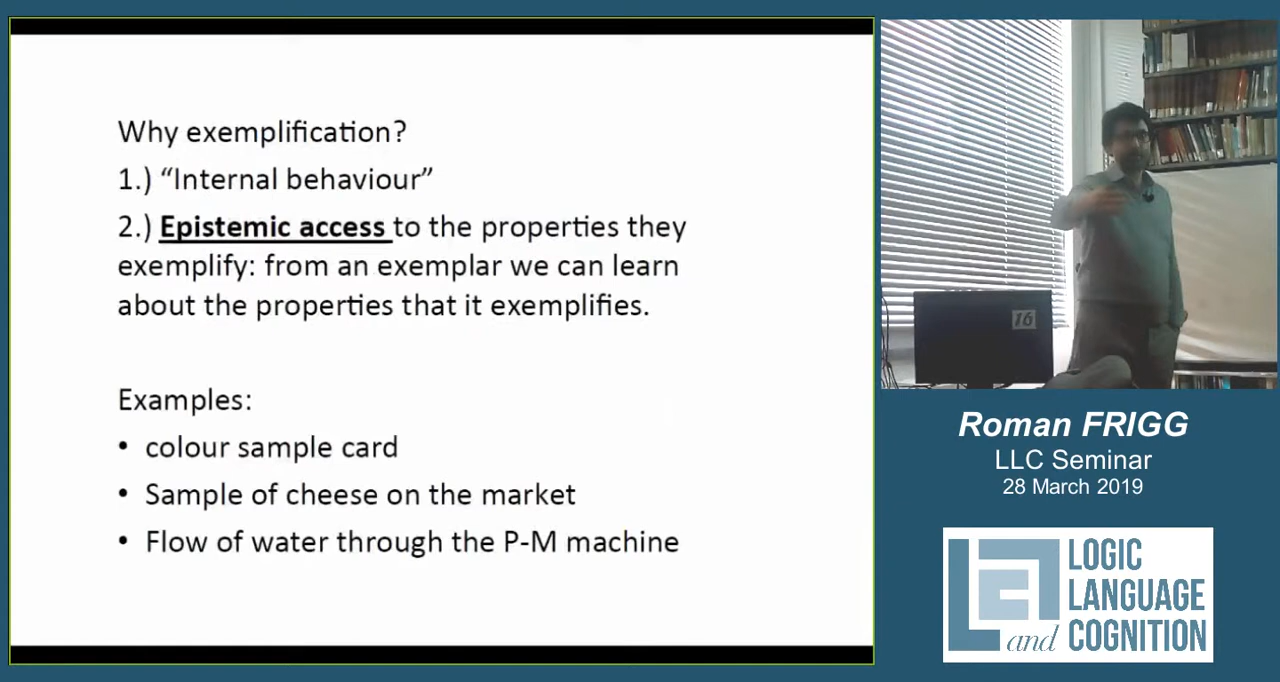 Why exemplification?
1.) “Internal behaviour”
2.) Epistemic access to the properties they
exemplify: from an exemplar we can learn
about the properties that it exemplifies.
Examples:
• colour sample card
• Sample of cheese on the market
• Flow of water through the P-M machine
16
Roman FRIGG
LLC Seminar
28 March 2019
LOGIC
LANGUAGE
and COGNITION